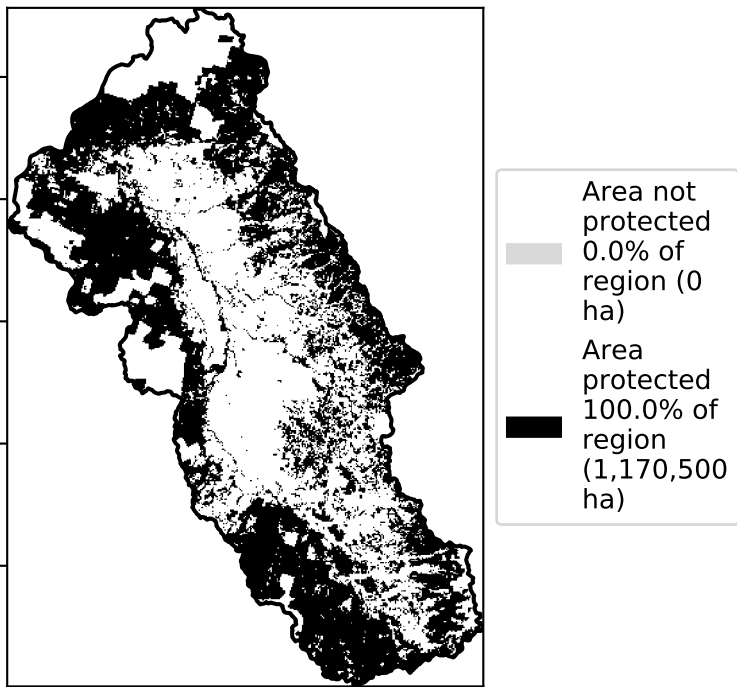 Area not
protected
0.0% of
region (0
ha)
Area
protected
100.0% of
region
(1,170,500
ha)